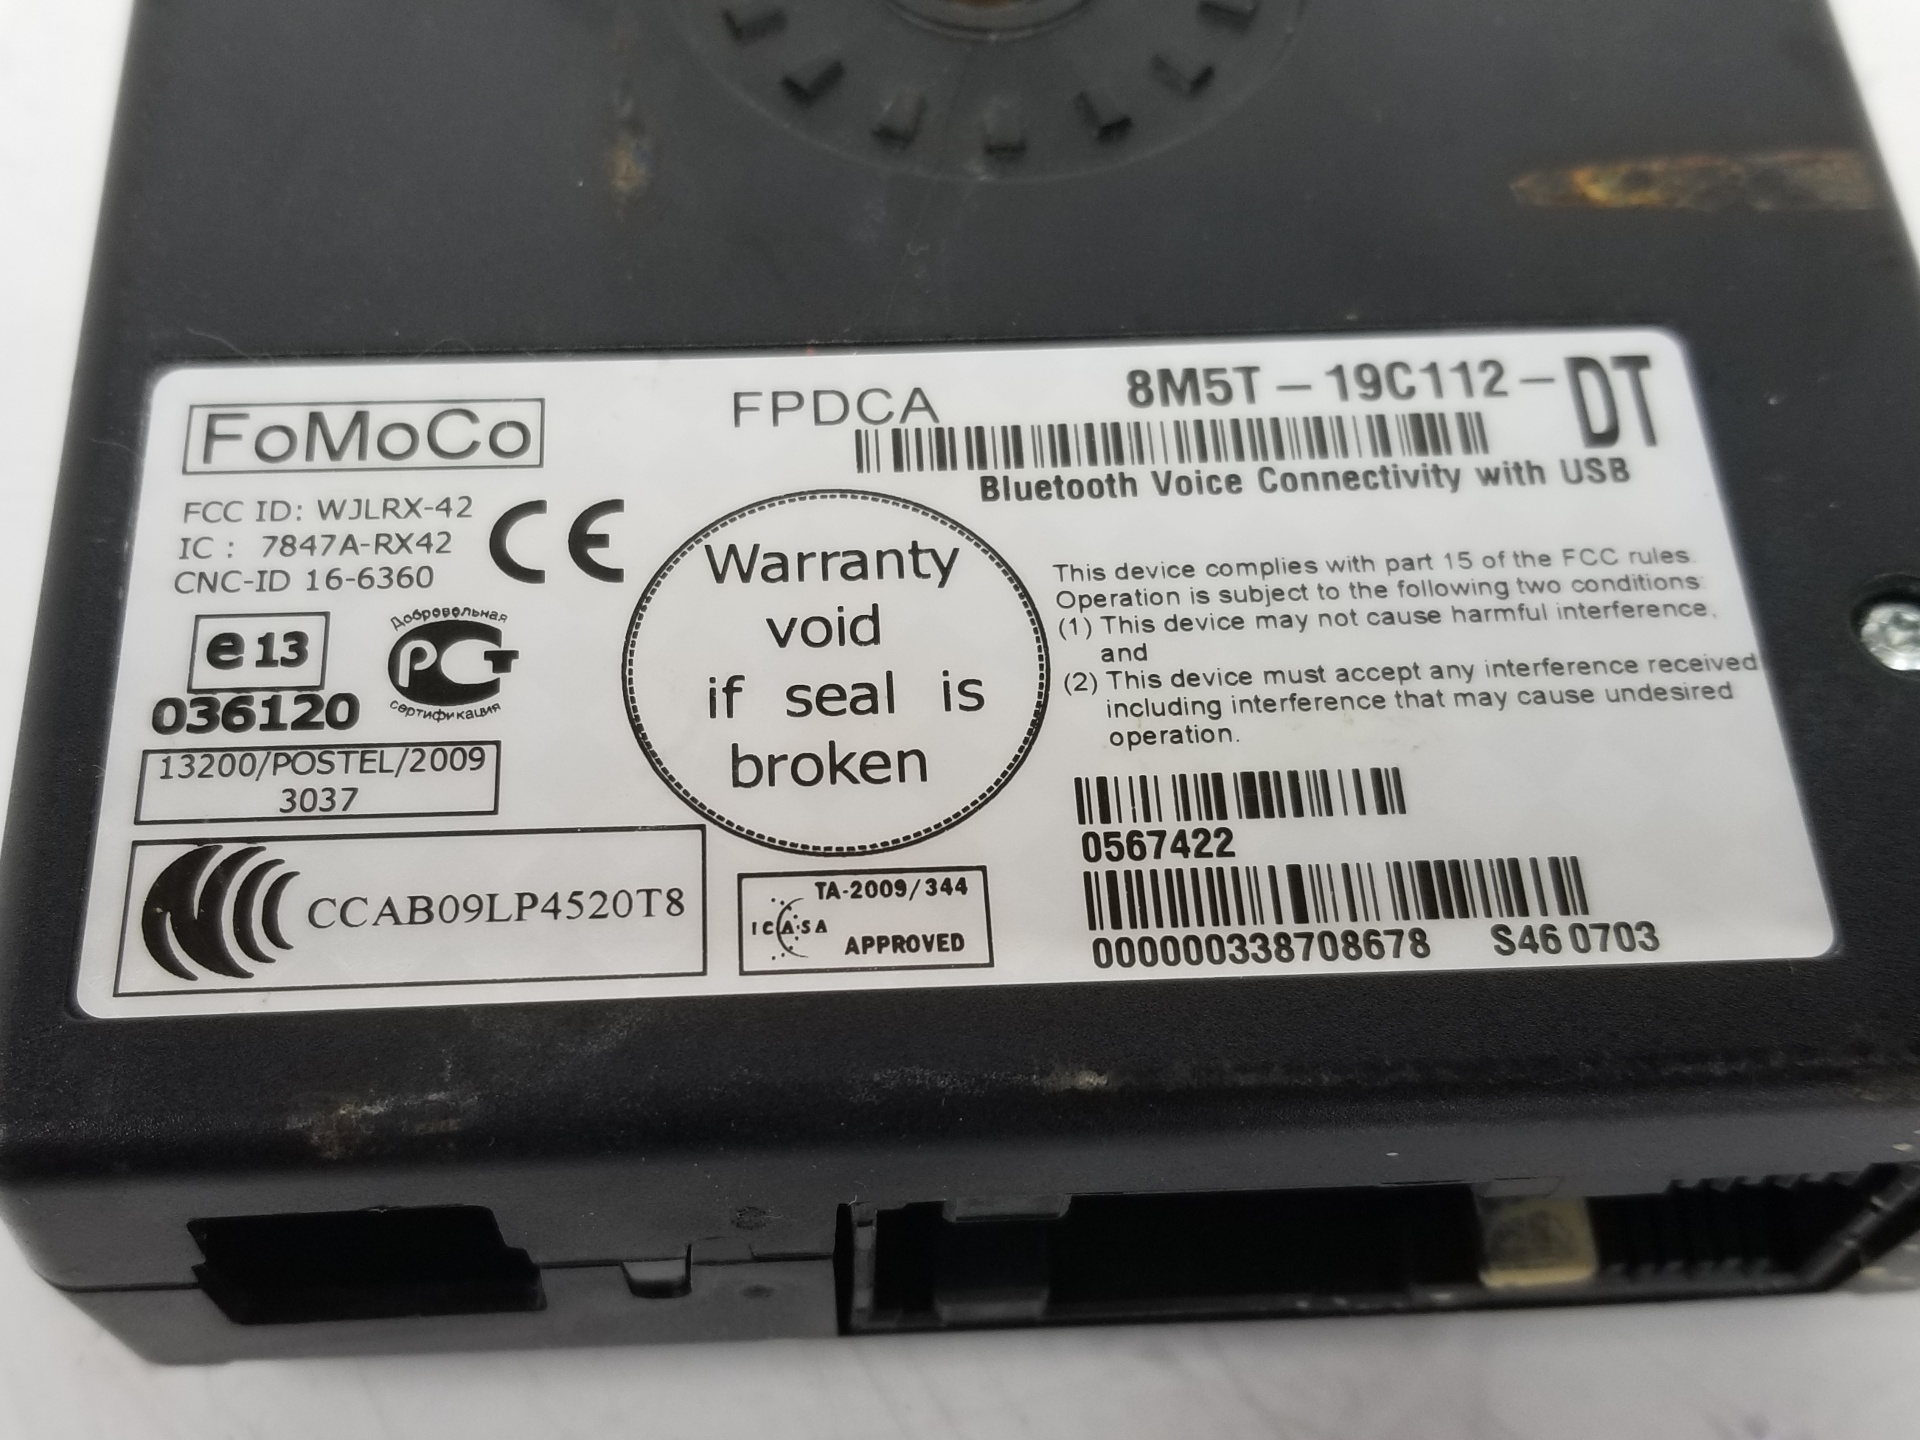 FoMoCo
FPDCA
8M5T - 19C112 - DT
Bluetooth Voice Connectivity with USB
FCC ID: WJLRX-42
IC : 7847A-RX42
CNC-ID 16-6360
CE
e13
036120
Добровольная
РСТ
сертификация
13200/POSTEL/2009
3037
CCAB09LP4520T8
Warranty
void
if seal is
broken
TA-2009/344
ICASA
APPROVED
This device complies with part 15 of the FCC rules.
Operation is subject to the following two conditions:
(1) This device may not cause harmful interference,
and
(2) This device must accept any interference received
including interference that may cause undesired
operation.
0567422
000000338708678 S46 0703